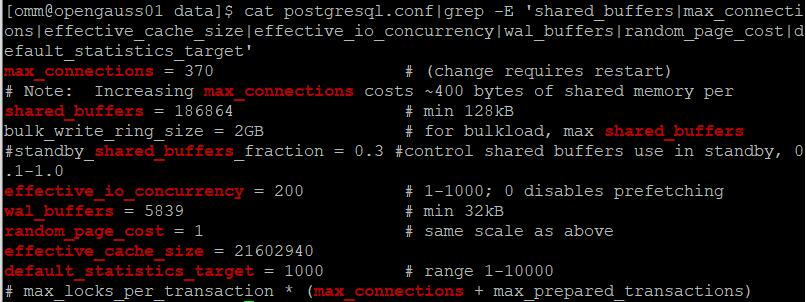 [omm@opengauss01 data]$ cat postgresql.conf|grep -E 'shared_buffers|max_connecti
ons|effective_cache_size|effective_io_concurrency|wal_buffers|random_page_cost|d
efault_statistics_target'
max_connections = 370                   # (change requires restart)
# Note:  Increasing max_connections costs ~400 bytes of shared memory per
shared_buffers = 186864                 # min 128kB
bulk_write_ring_size = 2GB              # for bulkload, max shared_buffers
#standby_shared_buffers_fraction = 0.3 #control shared buffers use in standby, 0
.1-1.0
effective_io_concurrency = 200          # 1-1000; 0 disables prefetching
wal_buffers = 5839                      # min 32kB
random_page_cost = 1                    # same scale as above
effective_cache_size = 21602940
default_statistics_target = 1000        # range 1-10000
# max_locks_per_transaction * (max_connections + max_prepared_transactions)